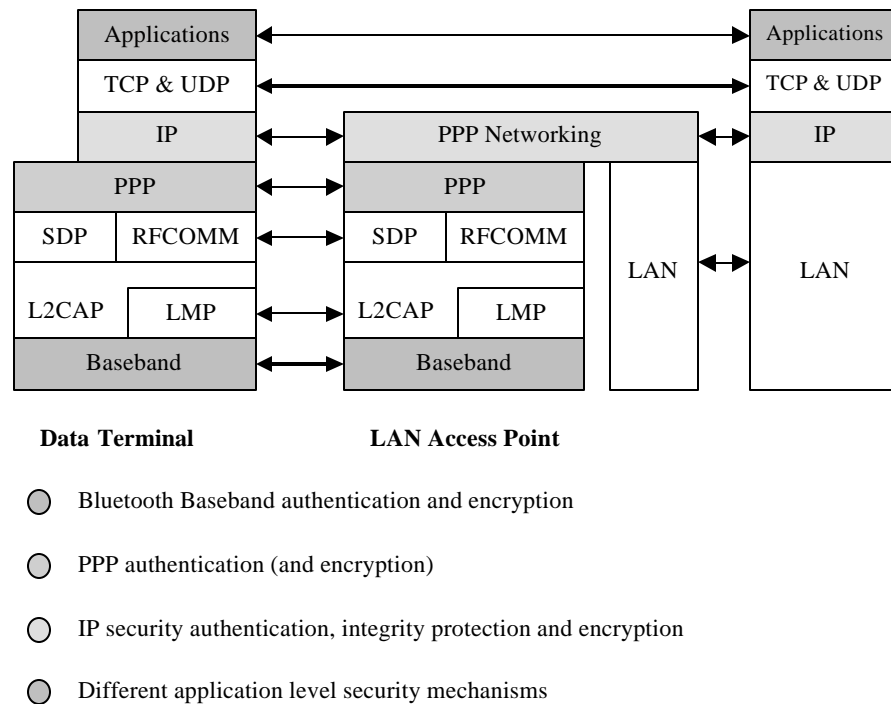 Applications Applications
TCP & UDP TCP & UDP
IP PPP Networking IP
PPP PPP
SDP RFCOMM SDP RFCOMM
LAN LAN
L2CAP LMP L2CAP LMP
Baseband Baseband
Data Terminal LAN Access Point
Bluetooth Baseband authentication and encryption
PPP authentication (and encryption)
IP security authentication, integrity protection and encryption
Different application level security mechanisms